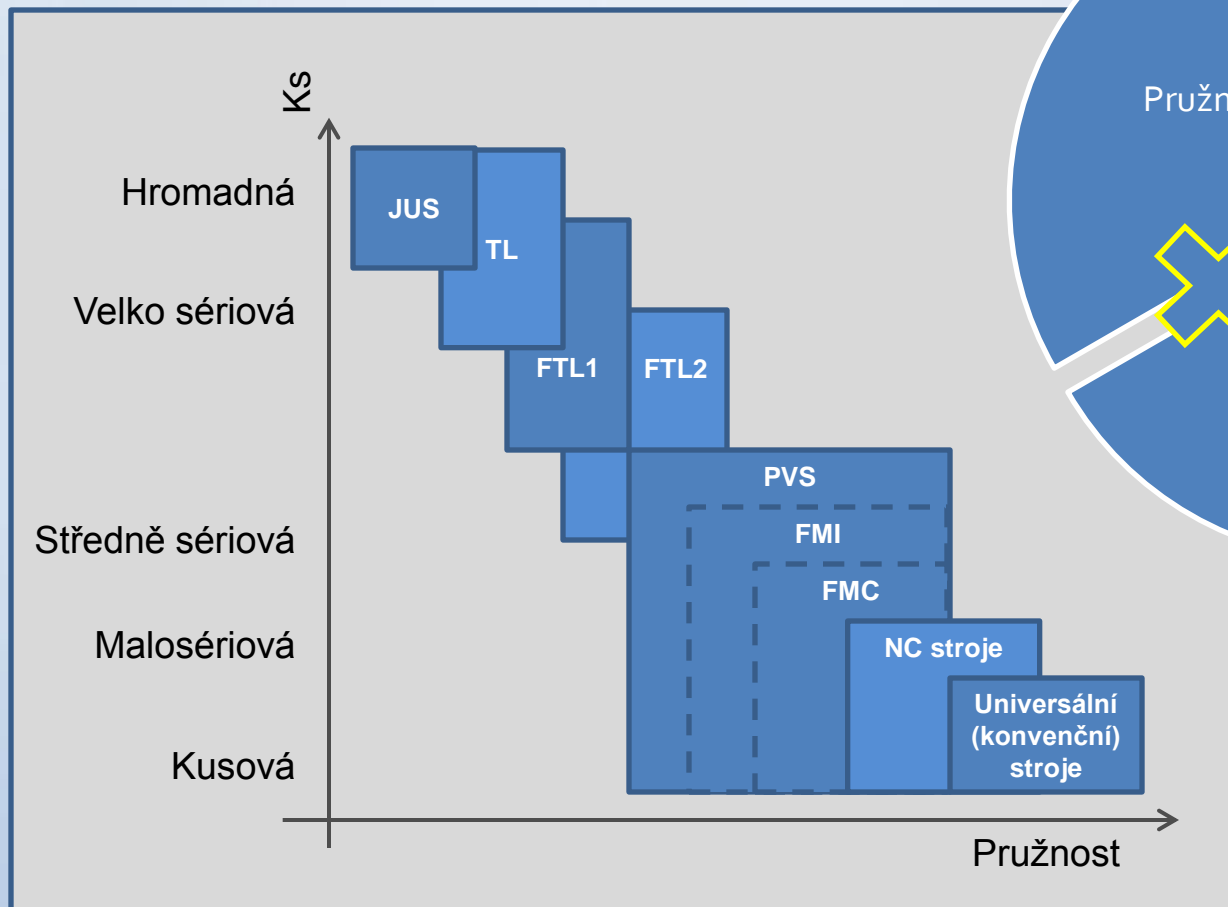 Ks
Pružn
Hromadná
JUS
TL
Velko sériová
FTL1
FTL2
PVS
Středně sériová
FMI
FMC
Malosériová
NC stroje
Universální
(konvenční)
stroje
Kusová
Pružnost